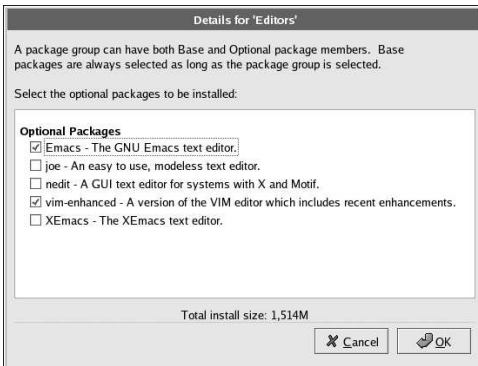 Details for 'Editors'
A package group can have both Base and Optional package members. Base
packages are always selected as long as the package group is selected.
Select the optional packages to be installed:
Optional Packages
Emacs - The GNU Emacs text editor.
joe - An easy to use, modeless text editor.
nedit - A GUI text editor for systems with X and Motif.
vim-enhanced - A version of the VIM editor which includes recent enhancements.
XEmacs - The XEmacs text editor.
Total install size: 1,514M
Cancel OK